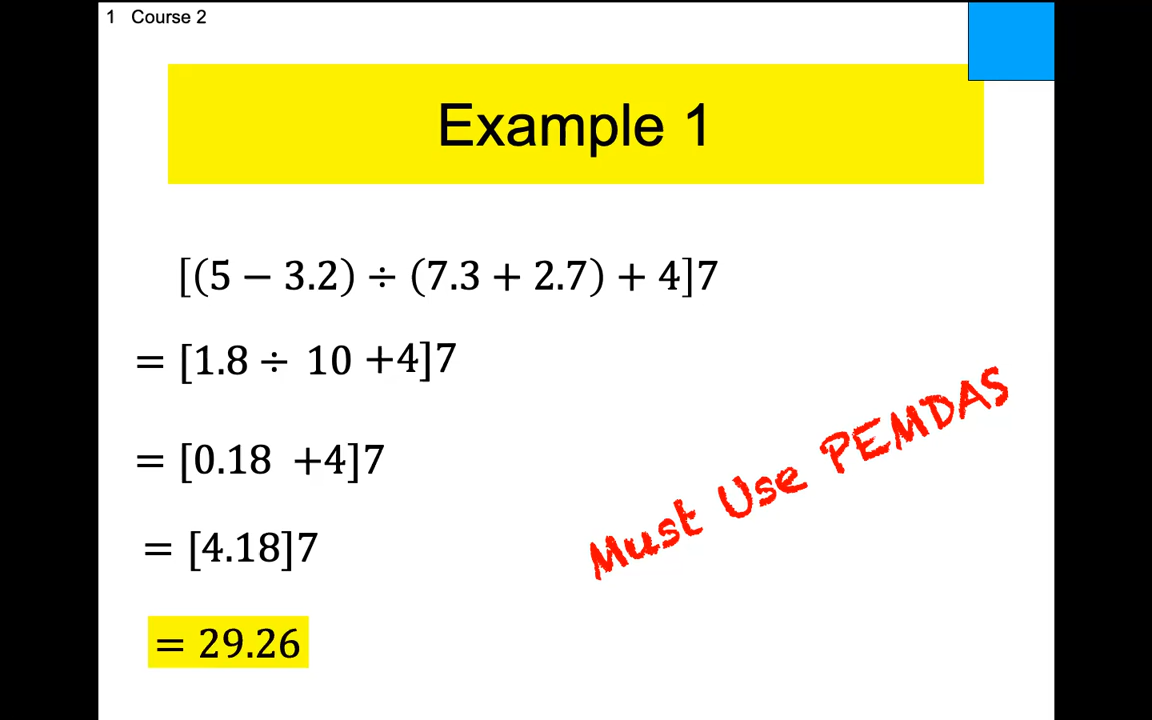 1 Course 2
Example 1
[(5 − 3.2) ÷ (7.3 + 2.7) + 4]7
= [1.8 ÷ 10 +4]7
= [0.18 +4]7
= [4.18]7
= 29.26
Must Use PEMDAS